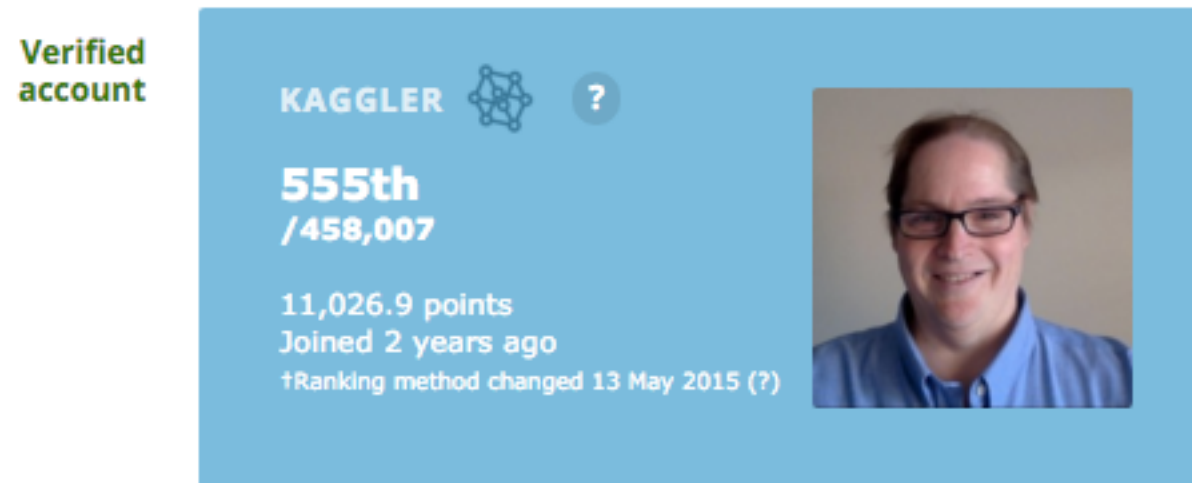 Verified
account
KAGGLER ?
555th
/458,007
11,026.9 points
Joined 2 years ago
†Ranking method changed 13 May 2015 (?)